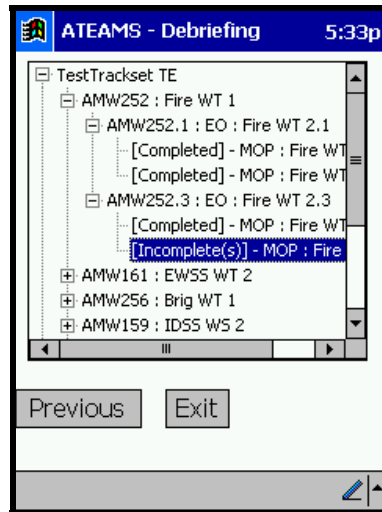 ATEAMS - Debriefing 5:33p
TestTrackset TE
AMW252 : Fire WT 1
AMW252.1 : EO : Fire WT 2.1
[Completed] - MOP : Fire WT
[Completed] - MOP : Fire WT
AMW252.3 : EO : Fire WT 2.3
[Completed] - MOP : Fire WT
[Incomplete(s)] - MOP : Fire
AMW161 : EWSS WT 2
AMW256 : Brig WT 1
AMW159 : IDSS WS 2
Previous Exit